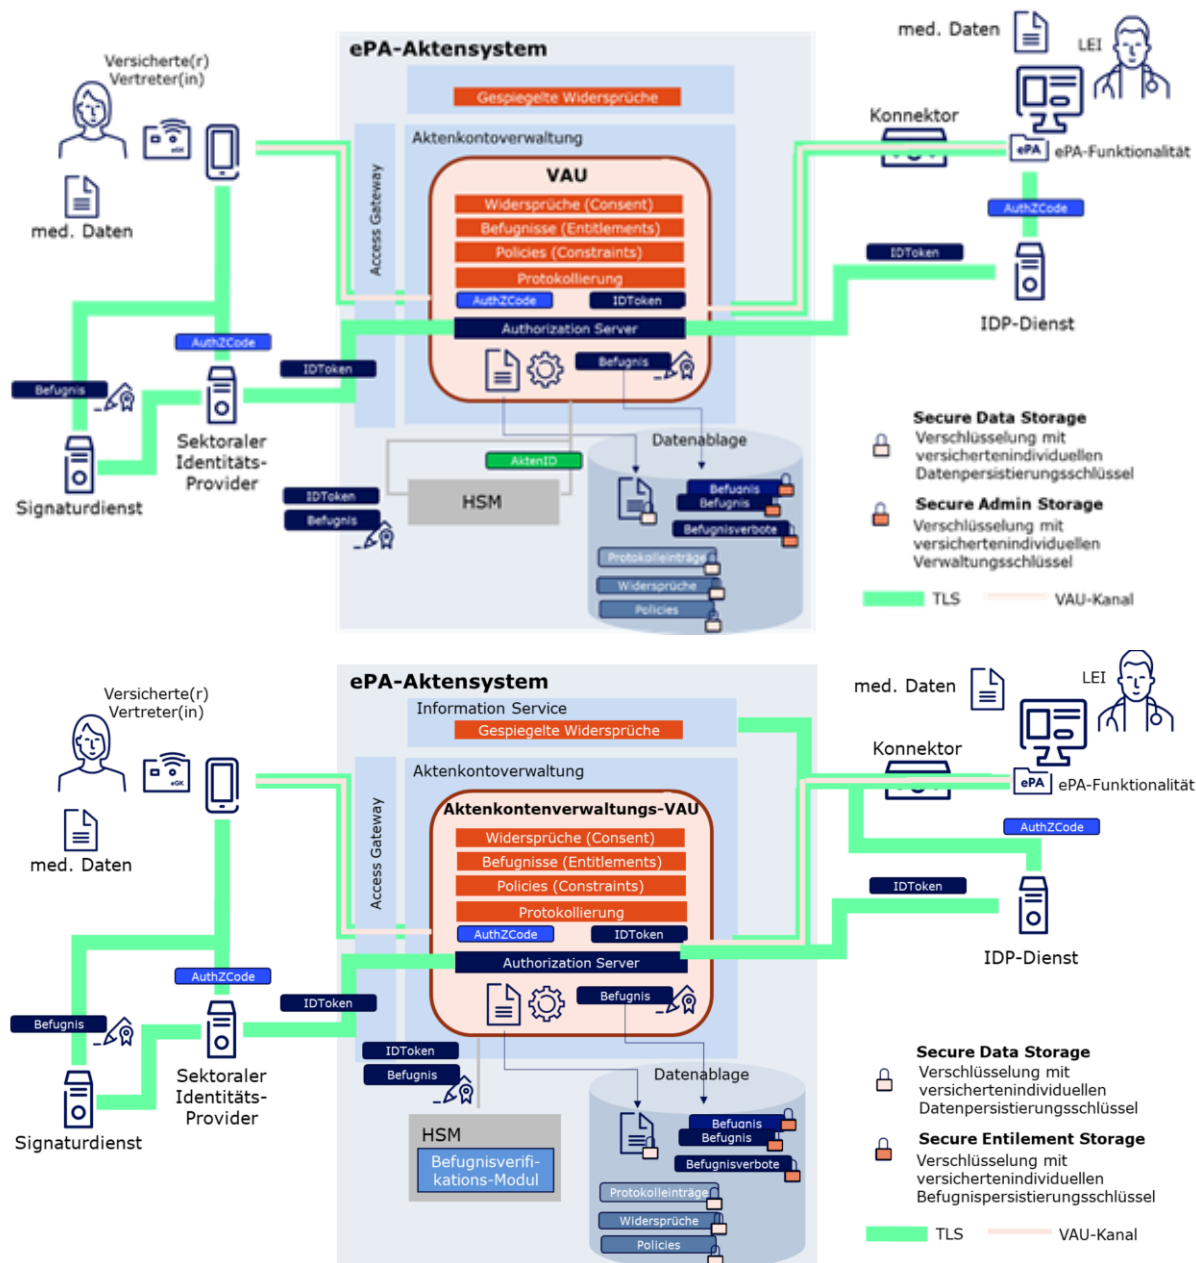 ePA-Aktensystem
med. Daten
LEI
Versicherte(r)
Vertreter(in)
Gespiegelte Widersprüche
Konnektor
eGK
Aktenkontoverwaltung
ePA
ePA-Funktionalität
VAU
Access Gateway
Widersprüche (Consent)
AuthZCode
med. Daten
Befugnisse (Entitlements)
Policies (Constraints)
IDToken
Protokollierung
AuthZCode
IDToken
IDP-Dienst
Authorization Server
AuthZCode
IDToken
Befugnis
Befugnis
Sektoraler
Identitäts-
Provider
Signaturdienst
Datenablage
AktenID
HSM
IDToken
Befugnis
Befugnis
Befugnis
Befugnisverbote
Protokolleinträge
Widersprüche
Policies
Secure Data Storage
Verschlüsselung mit
versichertenindividuellen
Datenpersistierungsschlüssel
Secure Admin Storage
Verschlüsselung mit
versichertenindividuellen
Verwaltungsschlüssel
TLS
VAU-Kanal
ePA-Aktensystem
med. Daten
LEI
Versicherte(r)
Vertreter(in)
Information Service
Gespiegelte Widersprüche
Konnektor
eGK
Aktenkontoverwaltung
ePA
ePA-Funktionalität
Aktenkontenverwaltungs-VAU
Access Gateway
Widersprüche (Consent)
AuthZCode
med. Daten
Befugnisse (Entitlements)
Policies (Constraints)
IDToken
Protokollierung
AuthZCode
IDToken
IDP-Dienst
Authorization Server
AuthZCode
IDToken
Befugnis
Befugnis
Sektoraler
Identitäts-
Provider
Signaturdienst
IDToken
Befugnis
Datenablage
HSM
Befugnisverifi-
kations-Modul
Befugnis
Befugnis
Befugnisverbote
Protokolleinträge
Widersprüche
Policies
Secure Data Storage
Verschlüsselung mit
versichertenindividuellen
Datenpersistierungsschlüssel
Secure Entilement Storage
Verschlüsselung mit
versichertenindividuellen
Befugnispersistierungsschlüssel
TLS
VAU-Kanal